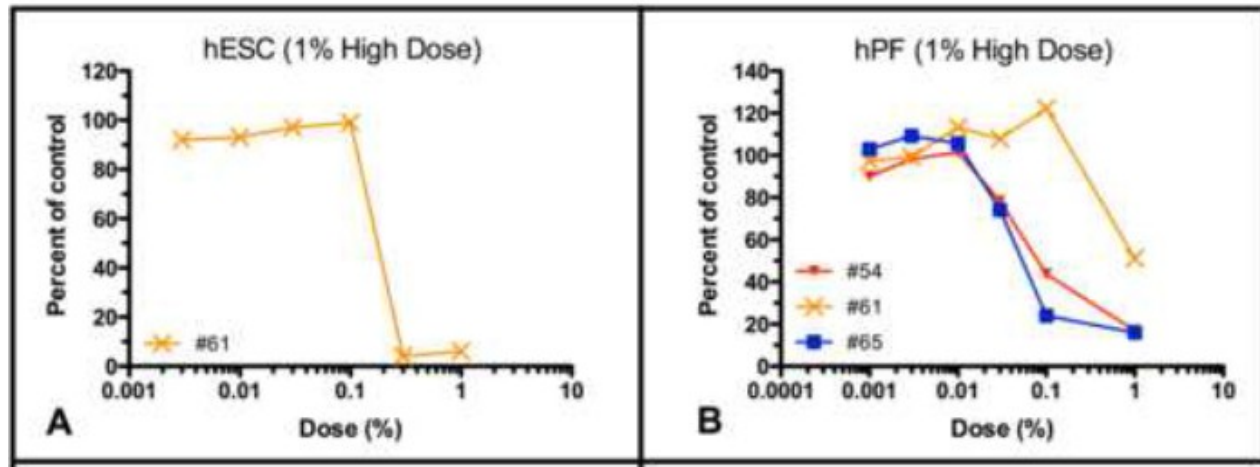 hESC (1% High Dose)
120
100
80
60
40
20
0
Percent of control
#61
0.001 0.01 0.1 1 10
Dose (%)
A
hPF (1% High Dose)
140
120
100
80
60
40
20
0
Percent of control
#54
#61
#65
0.0001 0.001 0.01 0.1 1 10
Dose (%)
B